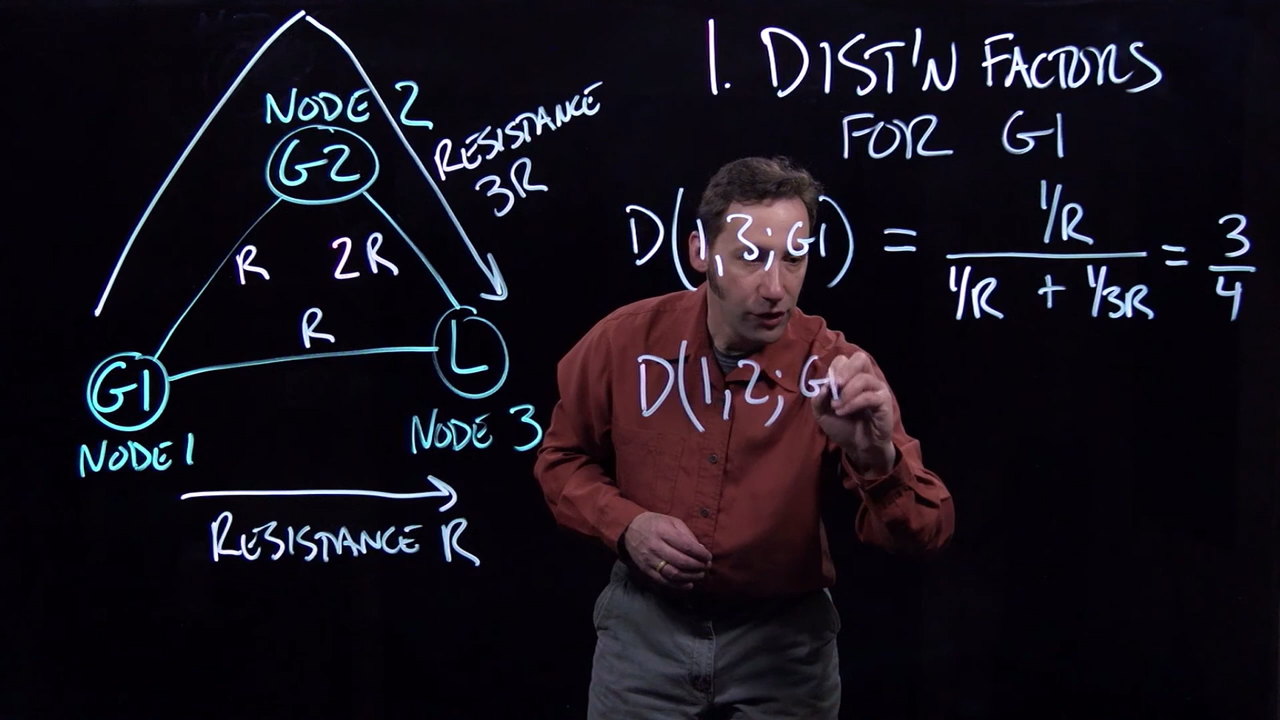 NODE 2
G2
RESISTANCE
3R
R
2R
R
G1
L
NODE 1
NODE 3
RESISTANCE R
1. DIST'N FACTORS
FOR G1
D(1,3;G1) = 1/R / 1/R + 1/3R = 3/4
D(1,2;G1